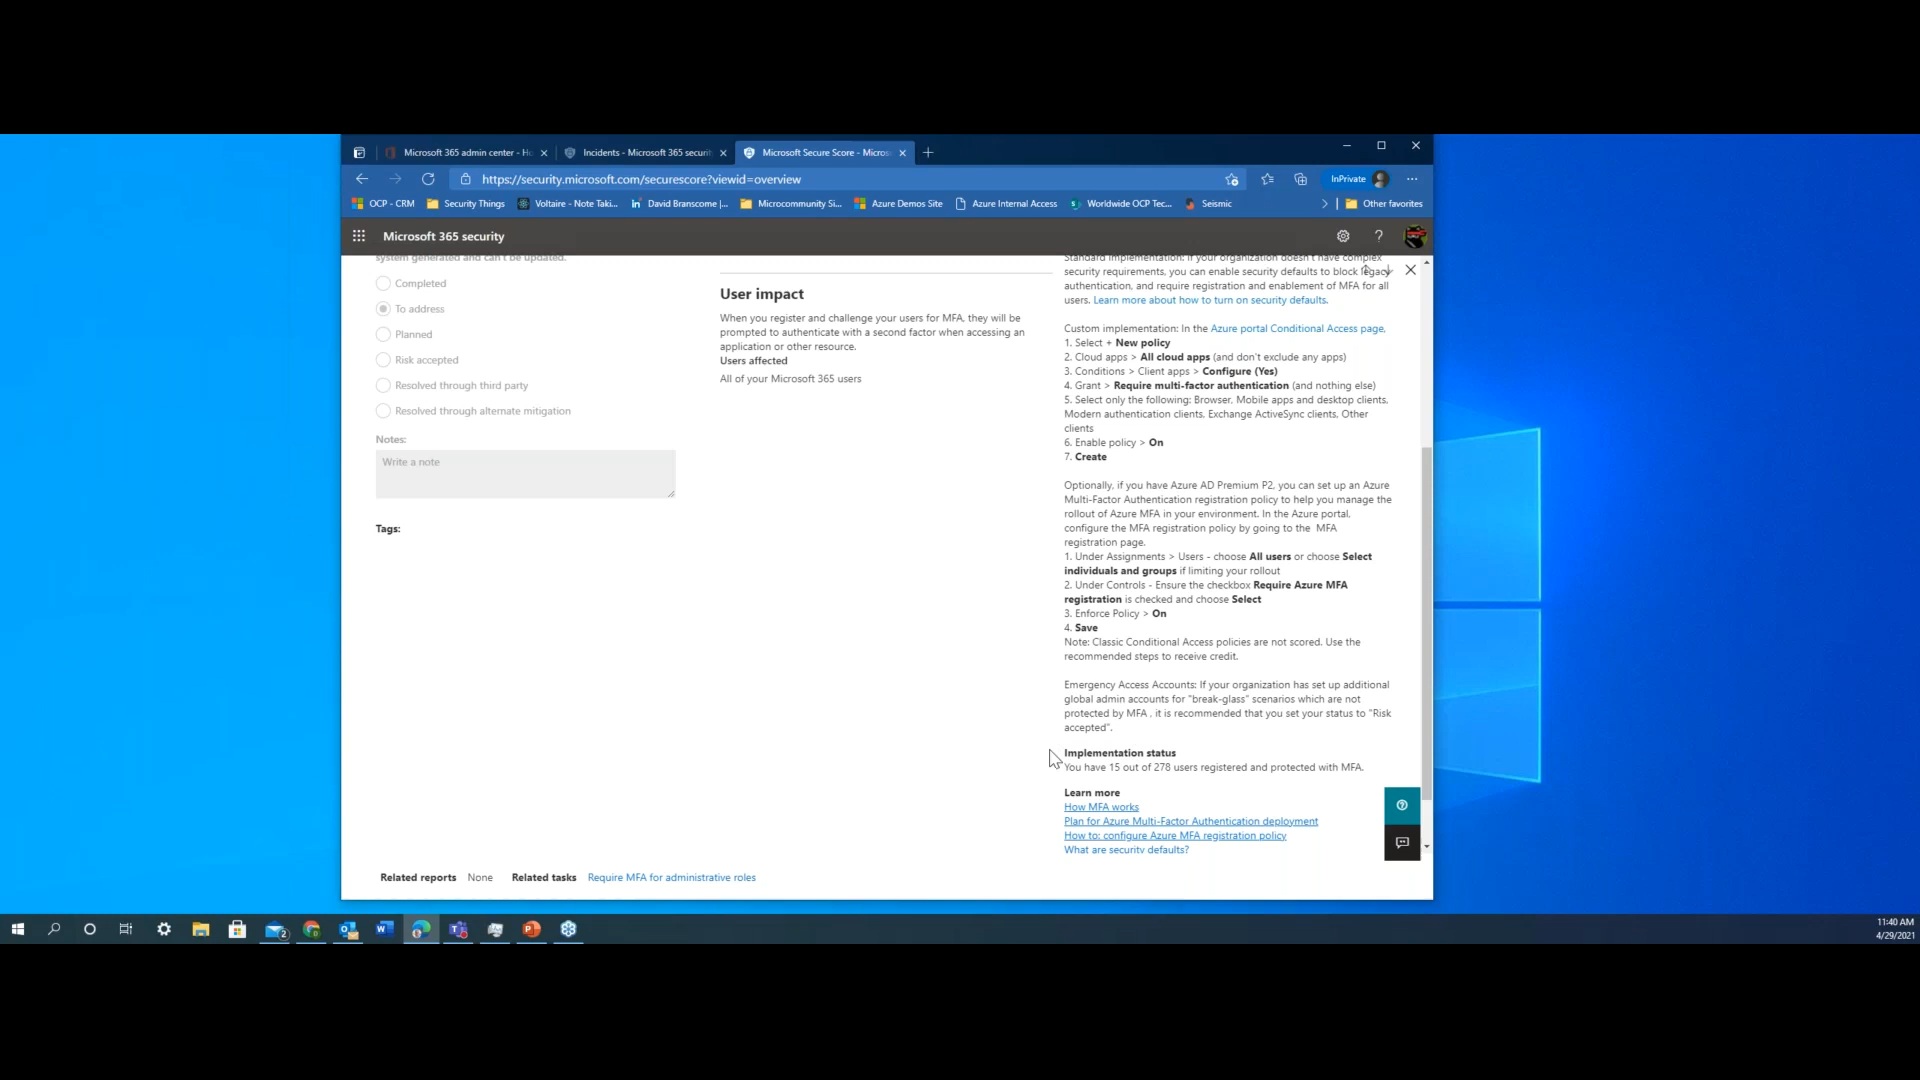 Microsoft 365 admin center - Ho
Incidents - Microsoft 365 securit
Microsoft Secure Score - Micros
https://security.microsoft.com/securescore?viewid=overview
InPrivate
OCP - CRM
Security Things
Voltaire - Note Taki...
David Branscome |...
Microcommunity Si...
Azure Demos Site
Azure Internal Access
Worldwide OCP Tec...
Seismic
Other favorites
Microsoft 365 security
system generated and can't be updated.
Completed
To address
Planned
Risk accepted
Resolved through third party
Resolved through alternate mitigation
Notes:
Write a note
Tags:
User impact
When you register and challenge your users for MFA, they will be
prompted to authenticate with a second factor when accessing an
application or other resource.
Users affected
All of your Microsoft 365 users
Standard implementation: If your organization doesn't have complex
security requirements, you can enable security defaults to block legacy
authentication, and require registration and enablement of MFA for all
users. Learn more about how to turn on security defaults.
Custom implementation: In the Azure portal Conditional Access page,
1. Select + New policy
2. Cloud apps > All cloud apps (and don't exclude any apps)
3. Conditions > Client apps > Configure (Yes)
4. Grant > Require multi-factor authentication (and nothing else)
5. Select only the following: Browser, Mobile apps and desktop clients,
Modern authentication clients, Exchange ActiveSync clients, Other
clients
6. Enable policy > On
7. Create
Optionally, if you have Azure AD Premium P2, you can set up an Azure
Multi-Factor Authentication registration policy to help you manage the
rollout of Azure MFA in your environment. In the Azure portal,
configure the MFA registration policy by going to the MFA
registration page.
1. Under Assignments > Users - choose All users or choose Select
individuals and groups if limiting your rollout
2. Under Controls - Ensure the checkbox Require Azure MFA
registration is checked and choose Select
3. Enforce Policy > On
4. Save
Note: Classic Conditional Access policies are not scored. Use the
recommended steps to receive credit.
Emergency Access Accounts: If your organization has set up additional
global admin accounts for "break-glass" scenarios which are not
protected by MFA , it is recommended that you set your status to "Risk
accepted".
Implementation status
You have 15 out of 278 users registered and protected with MFA.
Learn more
How MFA works
Plan for Azure Multi-Factor Authentication deployment
How to: configure Azure MFA registration policy
What are security defaults?
Related reports None Related tasks Require MFA for administrative roles
11:40 AM
4/29/2021